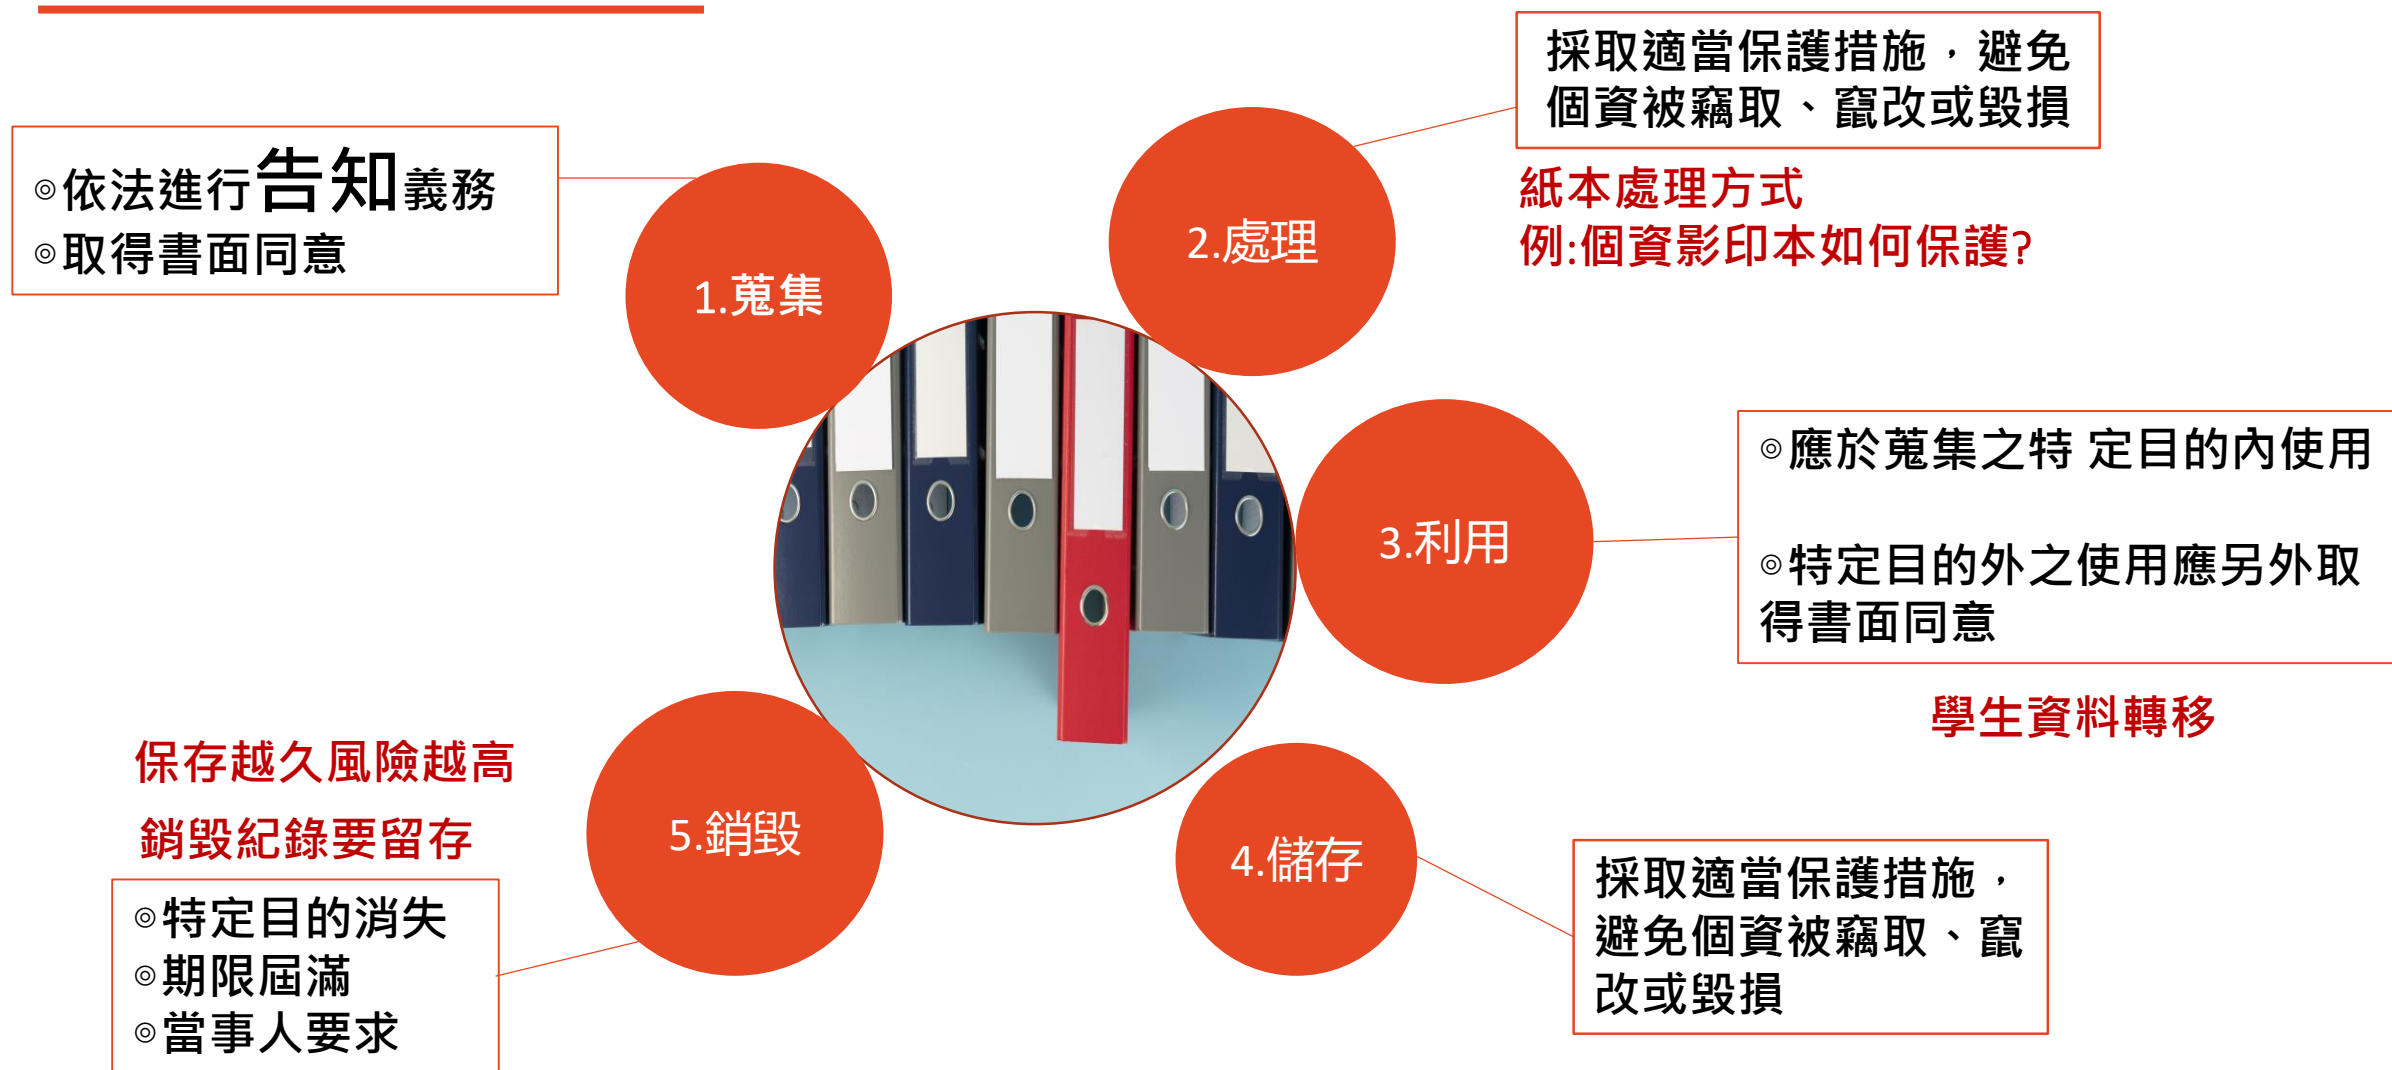 ◎依法進行告知義務
◎取得書面同意
1.蒐集
2.處理
採取適當保護措施，避免
個資被竊取、竄改或毀損
紙本處理方式
例:個資影印本如何保護?
3.利用
◎應於蒐集之特 定目的內使用
◎特定目的外之使用應另外取
得書面同意
學生資料轉移
4.儲存
採取適當保護措施，
避免個資被竊取、竄
改或毀損
5.銷毀
保存越久風險越高
銷毀紀錄要留存
◎特定目的消失
◎期限屆滿
◎當事人要求